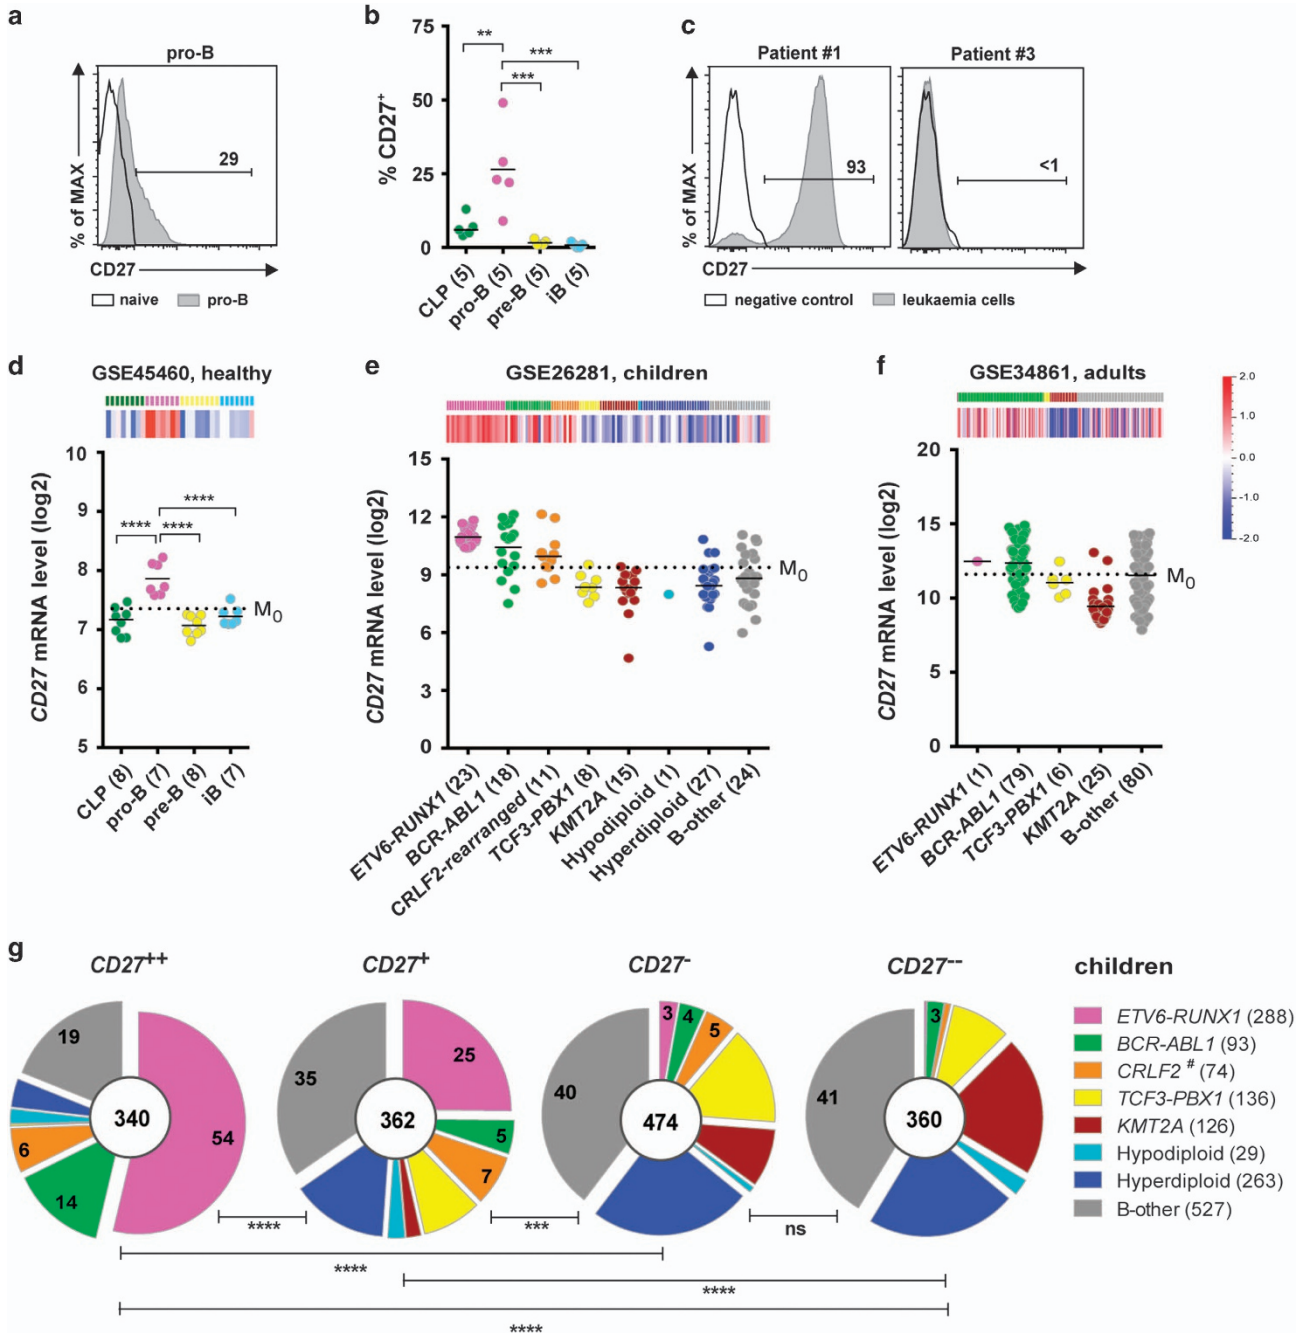 a
pro-B
% of MAX
29
CD27
naive
pro-B
b
% CD27+
75
50
25
0
**
***
***
CLP (5)
pro-B (5)
pre-B (5)
iB (5)
c
Patient #1
Patient #3
% of MAX
93
<1
CD27
negative control
leukaemia cells
d
GSE45460, healthy
CD27 mRNA level (log2)
10
9
8
7
6
5
****
****
****
M0
CLP (8)
pro-B (7)
pre-B (8)
iB (7)
e
GSE26281, children
CD27 mRNA level (log2)
15
12
9
6
3
0
M0
ETV6-RUNX1 (23)
BCR-ABL1 (18)
CRLF2-rearranged (11)
TCF3-PBX1 (8)
KMT2A (15)
Hypodiploid (1)
Hyperdiploid (27)
B-other (24)
f
GSE34861, adults
CD27 mRNA level (log2)
20
15
10
5
0
M0
ETV6-RUNX1 (1)
BCR-ABL1 (79)
TCF3-PBX1 (6)
KMT2A (25)
B-other (80)
2.0
1.0
0.0
-1.0
-2.0
g
CD27++
CD27+
CD27-
CD27--
19
6
14
54
340
35
25
5
7
362
3
4
5
40
474
3
41
360
****
***
ns
****
****
****
children
ETV6-RUNX1 (288)
BCR-ABL1 (93)
CRLF2 # (74)
TCF3-PBX1 (136)
KMT2A (126)
Hypodiploid (29)
Hyperdiploid (263)
B-other (527)